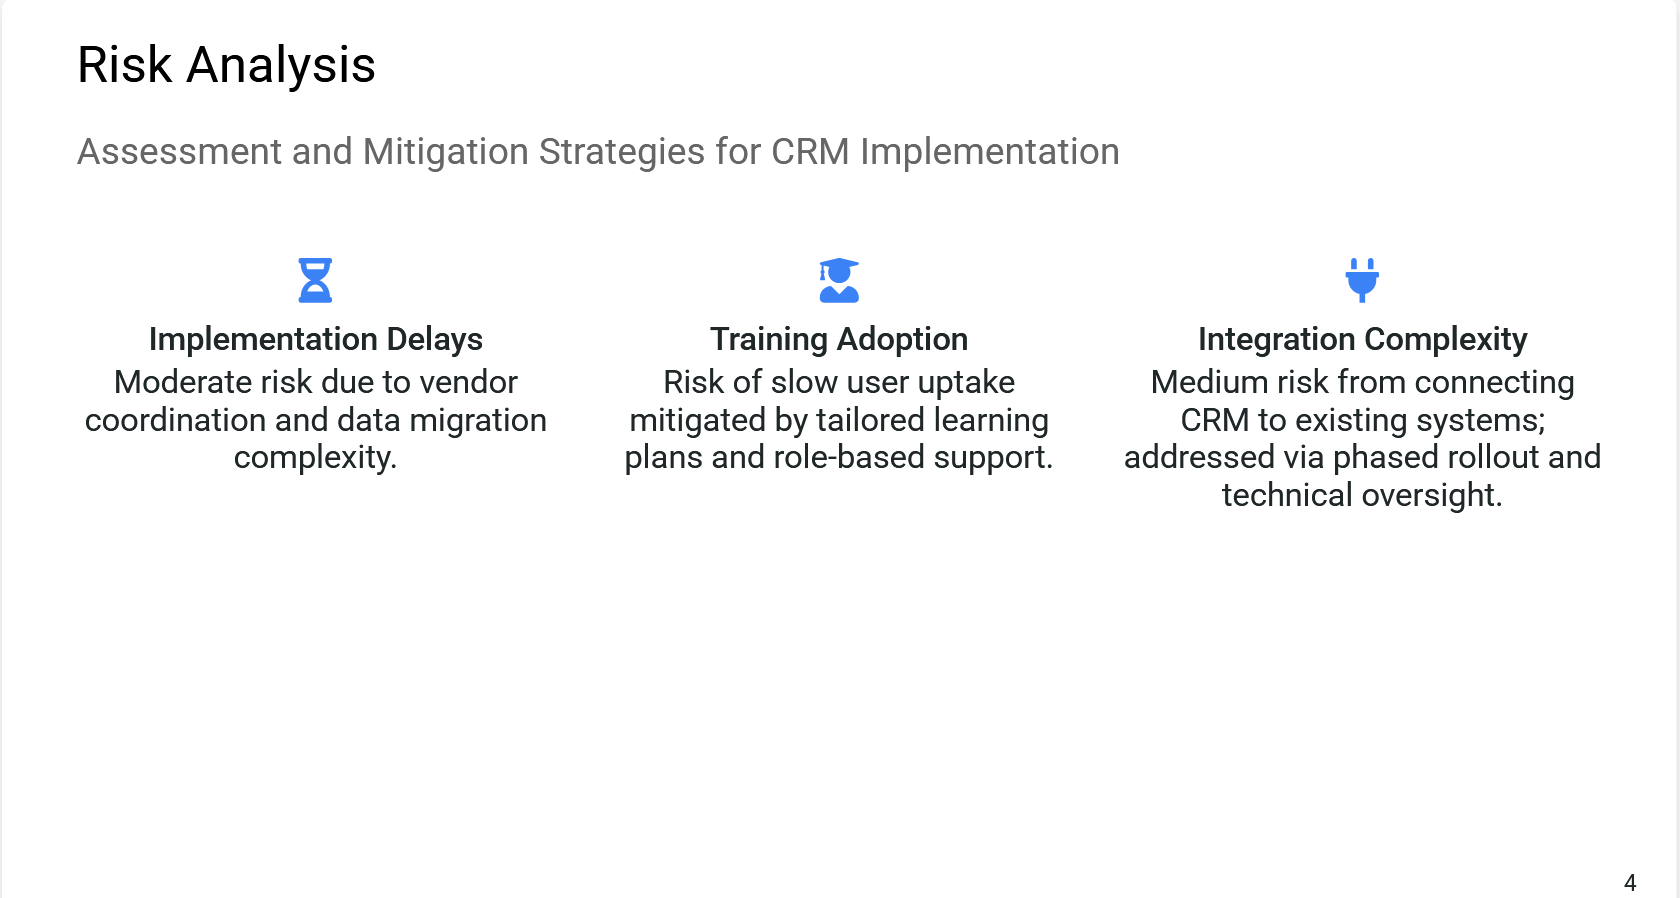 Risk Analysis
Assessment and Mitigation Strategies for CRM Implementation
Implementation Delays
Moderate risk due to vendor
coordination and data migration
complexity.
Training Adoption
Risk of slow user uptake
mitigated by tailored learning
plans and role-based support.
Integration Complexity
Medium risk from connecting
CRM to existing systems;
addressed via phased rollout and
technical oversight.
4